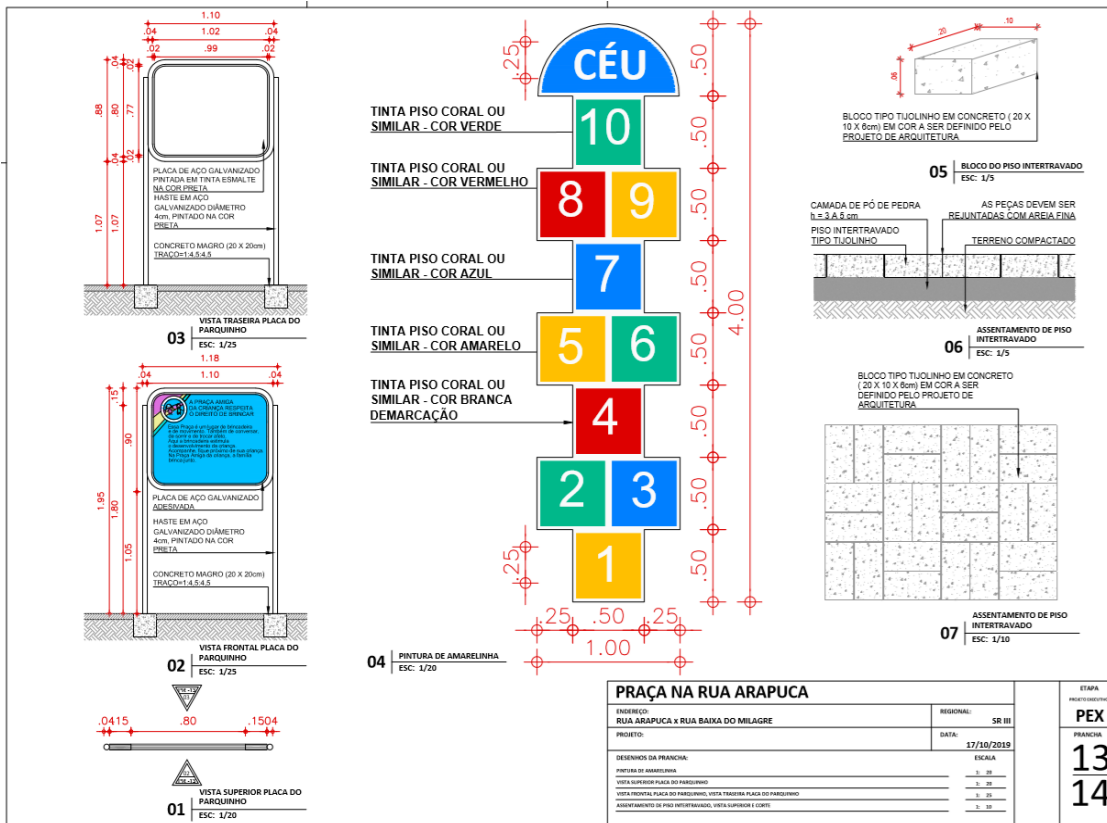 1.10
.04
1.02
.04
.02
.99
.02
.04
.02
.88
.80
.77
.04
.02
1.07
1.07
PLACA DE AÇO GALVANIZADO
PINTADA EM TINTA ESMALTE
NA COR PRETA
HASTE EM AÇO
GALVANIZADO DIÂMETRO
4cm, PINTADO NA COR
PRETA
CONCRETO MAGRO (20 X 20cm)
TRAÇO=1:4,5:4,5
03
VISTA TRASEIRA PLACA DO
PARQUINHO
ESC: 1/25
1.18
.04
1.10
.04
.15
.90
1.95
1.80
1.05
A PRAÇA AMIGA
DA CRIANÇA RESPEITA
O DIREITO DE BRINCAR
PLACA DE AÇO GALVANIZADO
ADESIVADA
HASTE EM AÇO
GALVANIZADO DIÂMETRO
4cm, PINTADO NA COR
PRETA
CONCRETO MAGRO (20 X 20cm)
TRAÇO=1:4,5:4,5
02
VISTA FRONTAL PLACA DO
PARQUINHO
ESC: 1/25
.0415
.80
.1504
01
VISTA SUPERIOR PLACA DO
PARQUINHO
ESC: 1/20
TINTA PISO CORAL OU
SIMILAR - COR VERDE
TINTA PISO CORAL OU
SIMILAR - COR VERMELHO
TINTA PISO CORAL OU
SIMILAR - COR AZUL
TINTA PISO CORAL OU
SIMILAR - COR AMARELO
TINTA PISO CORAL OU
SIMILAR - COR BRANCA
DEMARCAÇÃO
CÉU
10
8 9
7
5 6
4
2 3
1
.25
.25
.50
.50
.50
.50
.50
.50
.50
.50
4.00
.25 .50 .25
1.00
04
PINTURA DE AMARELINHA
ESC: 1/20
.20
.10
.06
BLOCO TIPO TIJOLINHO EM CONCRETO ( 20 X
10 X 6cm) EM COR A SER DEFINIDO PELO
PROJETO DE ARQUITETURA
05
BLOCO DO PISO INTERTRAVADO
ESC: 1/5
CAMADA DE PÓ DE PEDRA
h = 3 A 5 cm
AS PEÇAS DEVEM SER
REJUNTADAS COM AREIA FINA
PISO INTERTRAVADO
TIPO TIJOLINHO
TERRENO COMPACTADO
06
ASSENTAMENTO DE PISO
INTERTRAVADO
ESC: 1/5
BLOCO TIPO TIJOLINHO EM CONCRETO
( 20 X 10 X 6cm) EM COR A SER
DEFINIDO PELO PROJETO DE
ARQUITETURA
07
ASSENTAMENTO DE PISO
INTERTRAVADO
ESC: 1/10
PRAÇA NA RUA ARAPUCA
ENDEREÇO:
RUA ARAPUCA x RUA BAIXA DO MILAGRE
REGIONAL:
SR III
PROJETO:
DATA:
17/10/2019
DESENHOS DA PRANCHA:
ESCALA
PINTURA DE AMARELINHA
1: 20
VISTA SUPERIOR PLACA DO PARQUINHO
1: 20
VISTA FRONTAL PLACA DO PARQUINHO, VISTA TRASEIRA PLACA DO PARQUINHO
1: 25
ASSENTAMENTO DE PISO INTERTRAVADO, VISTA SUPERIOR E CORTE
1: 10
ETAPA
PROJETO EXECUTIVO
PEX
PRANCHA
13
14